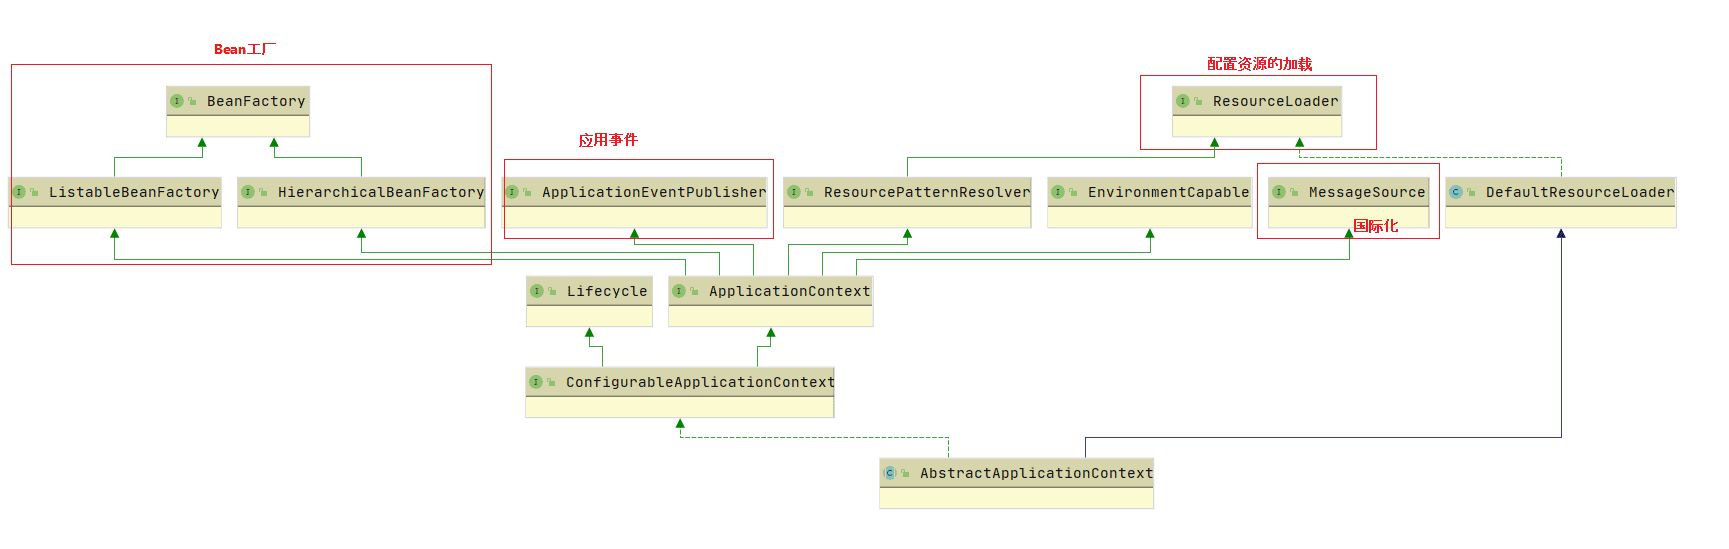 Bean工厂
配置资源的加载
BeanFactory
ResourceLoader
应用事件
ListableBeanFactory
HierarchicalBeanFactory
ApplicationEventPublisher
ResourcePatternResolver
EnvironmentCapable
MessageSource
DefaultResourceLoader
国际化
Lifecycle
ApplicationContext
ConfigurableApplicationContext
AbstractApplicationContext